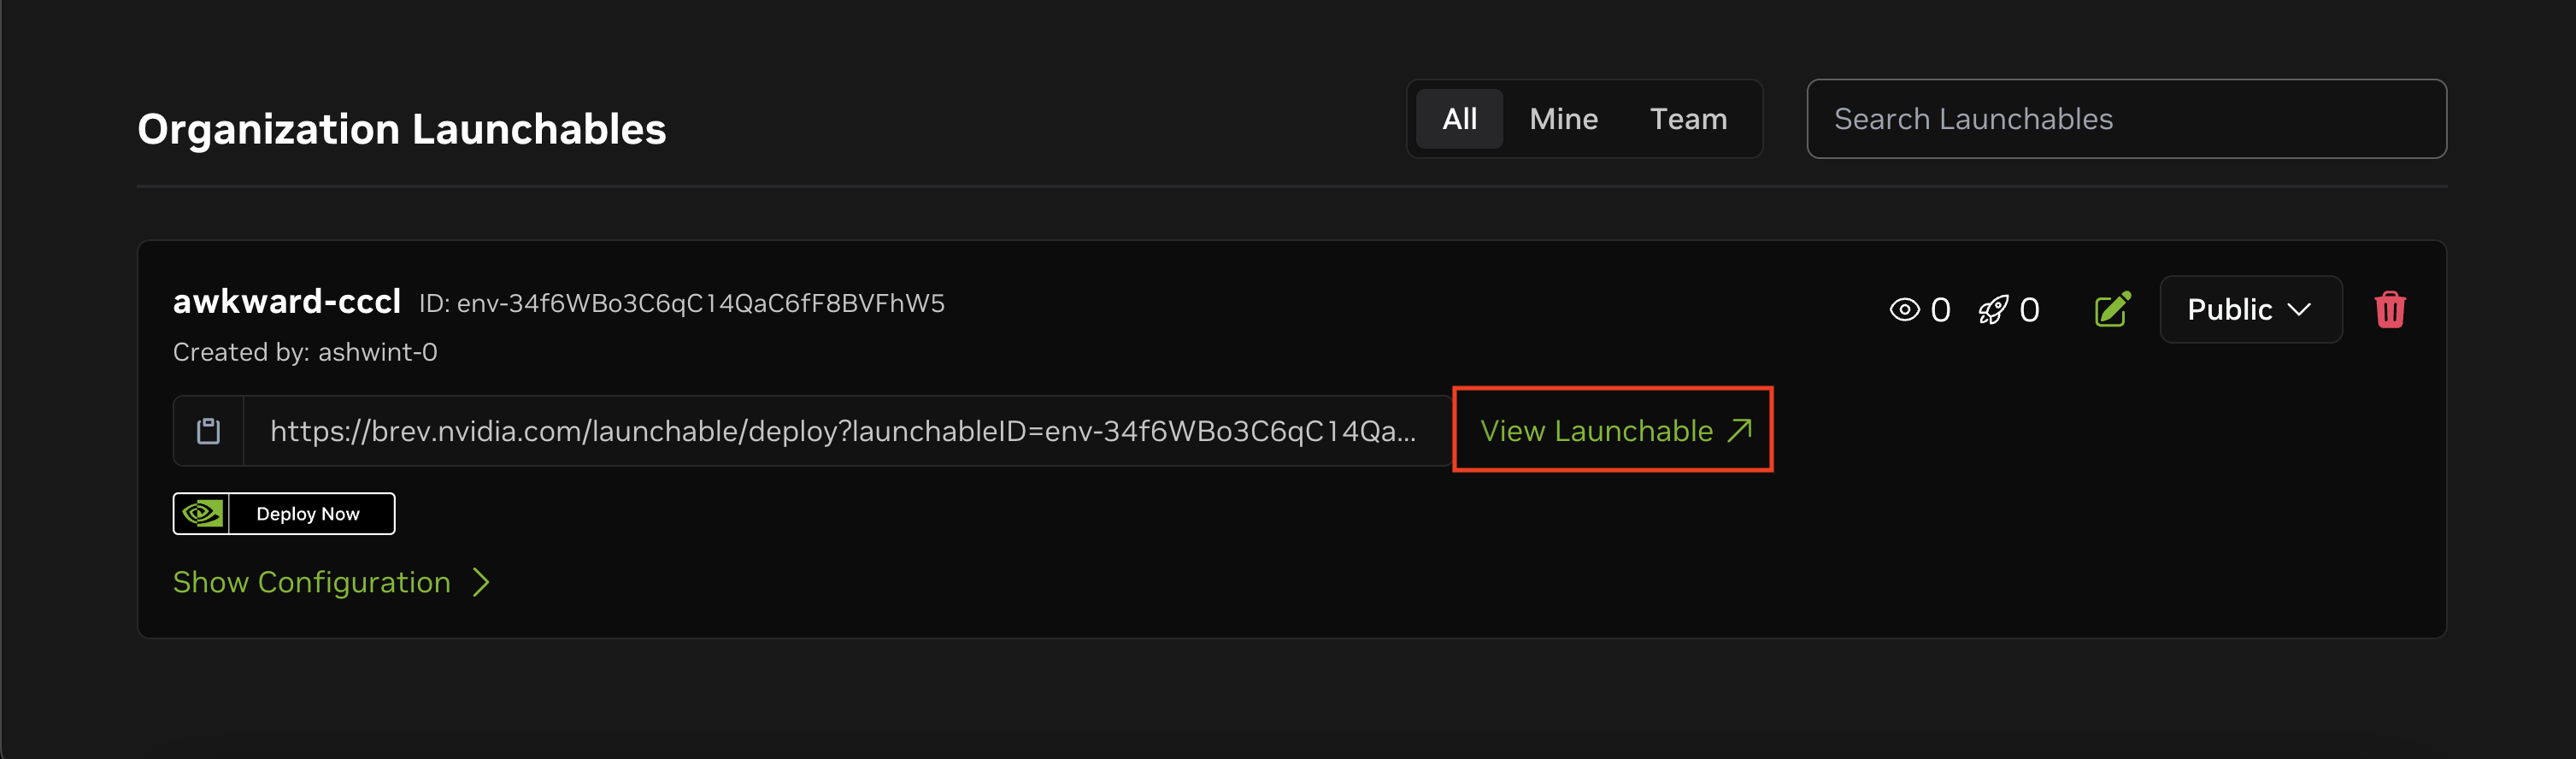 Organization Launchables
All Mine Team
Search Launchables
awkward-cccl ID: env-34f6WBo3C6qC14QaC6fF8BVFhW5
0 0 Public
Created by: ashwint-0
https://brev.nvidia.com/launchable/deploy?launchableID=env-34f6WBo3C6qC14Qa...
View Launchable
Deploy Now
Show Configuration